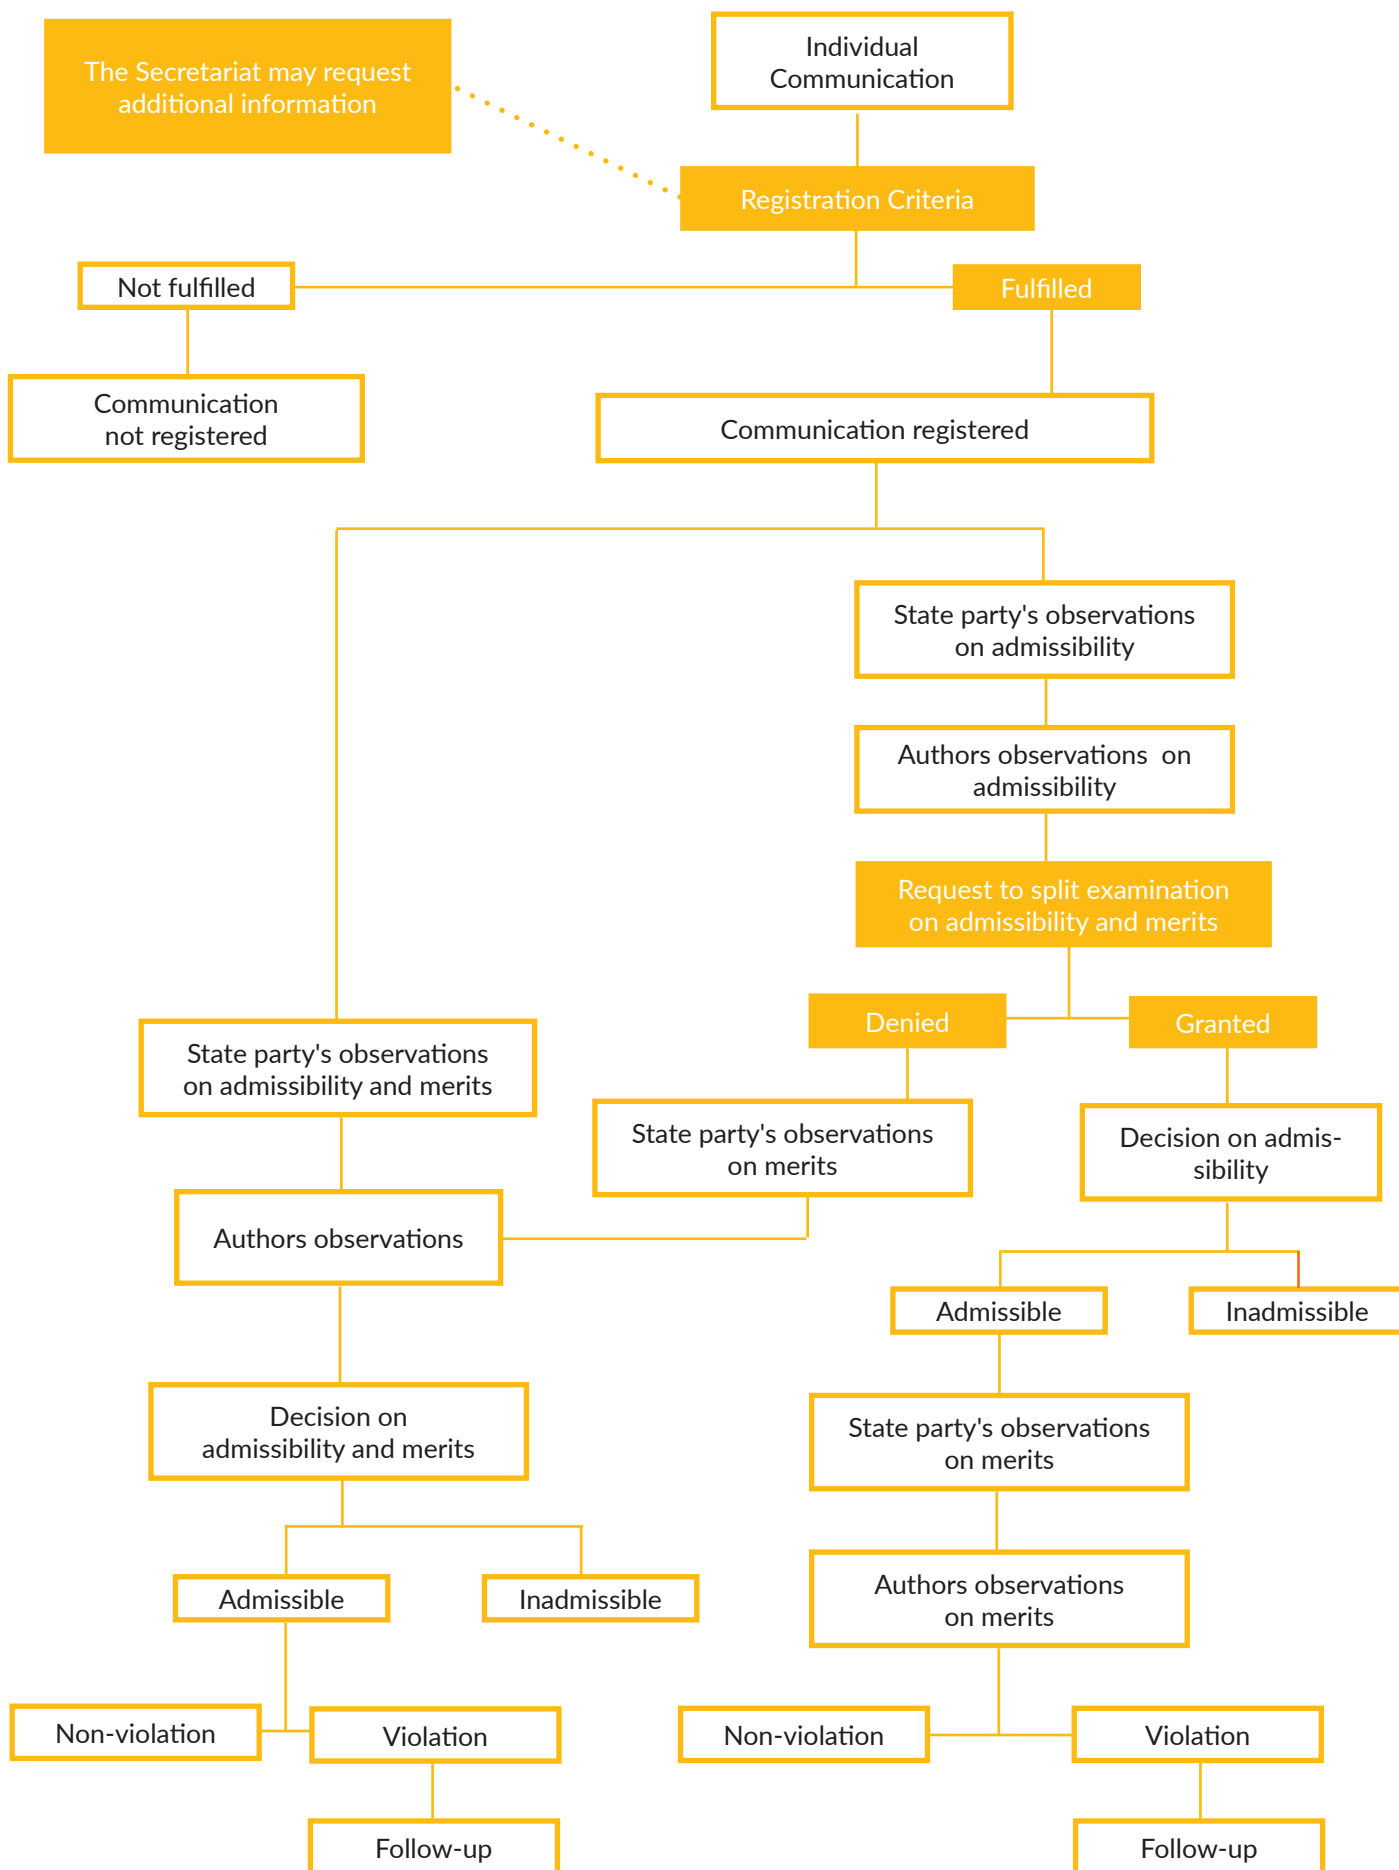 The Secretariat may request
additional information
Individual
Communication
Registration Criteria
Not fulfilled
Fulfilled
Communication
not registered
Communication registered
State party's observations
on admissibility
Authors observations  on
admissibility
Request to split examination
on admissibility and merits
Denied
Granted
State party's observations
on admissibility and merits
State party's observations
on merits
Decision on admis-
sibility
Authors observations
Admissible
Inadmissible
Decision on
admissibility and merits
State party's observations
on merits
Authors observations
on merits
Admissible
Inadmissible
Non-violation
Violation
Non-violation
Violation
Follow-up
Follow-up